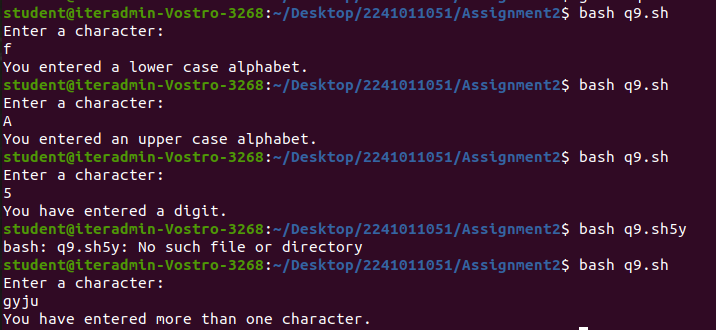 student@iteradmin-Vostro-3268:~/Desktop/2241011051/Assignment2$ bash q9.sh
Enter a character:
f
You entered a lower case alphabet.
student@iteradmin-Vostro-3268:~/Desktop/2241011051/Assignment2$ bash q9.sh
Enter a character:
A
You entered an upper case alphabet.
student@iteradmin-Vostro-3268:~/Desktop/2241011051/Assignment2$ bash q9.sh
Enter a character:
5
You have entered a digit.
student@iteradmin-Vostro-3268:~/Desktop/2241011051/Assignment2$ bash q9.sh5y
bash: q9.sh5y: No such file or directory
student@iteradmin-Vostro-3268:~/Desktop/2241011051/Assignment2$ bash q9.sh
Enter a character:
gyju
You have entered more than one character.